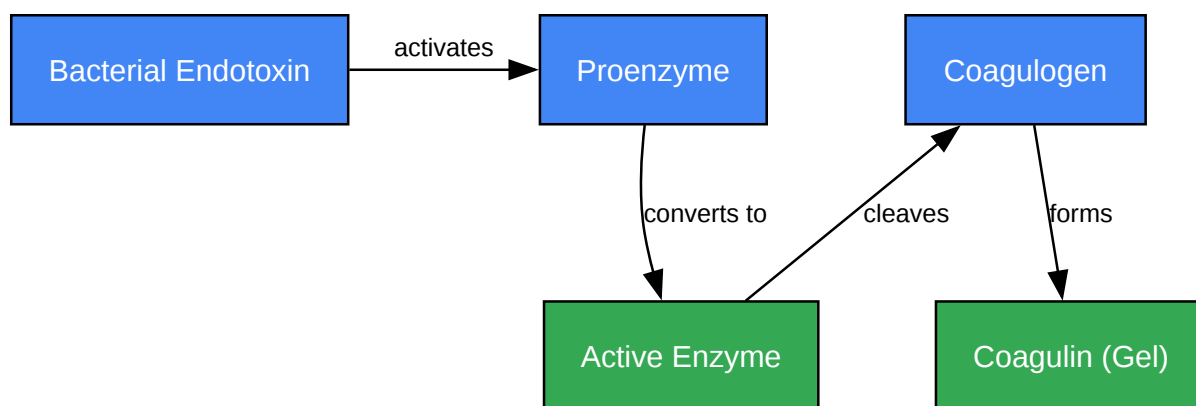 Bacterial Endotoxin
activates
Proenzyme
Coagulogen
converts to
cleaves
forms
Active Enzyme
Coagulin (Gel)